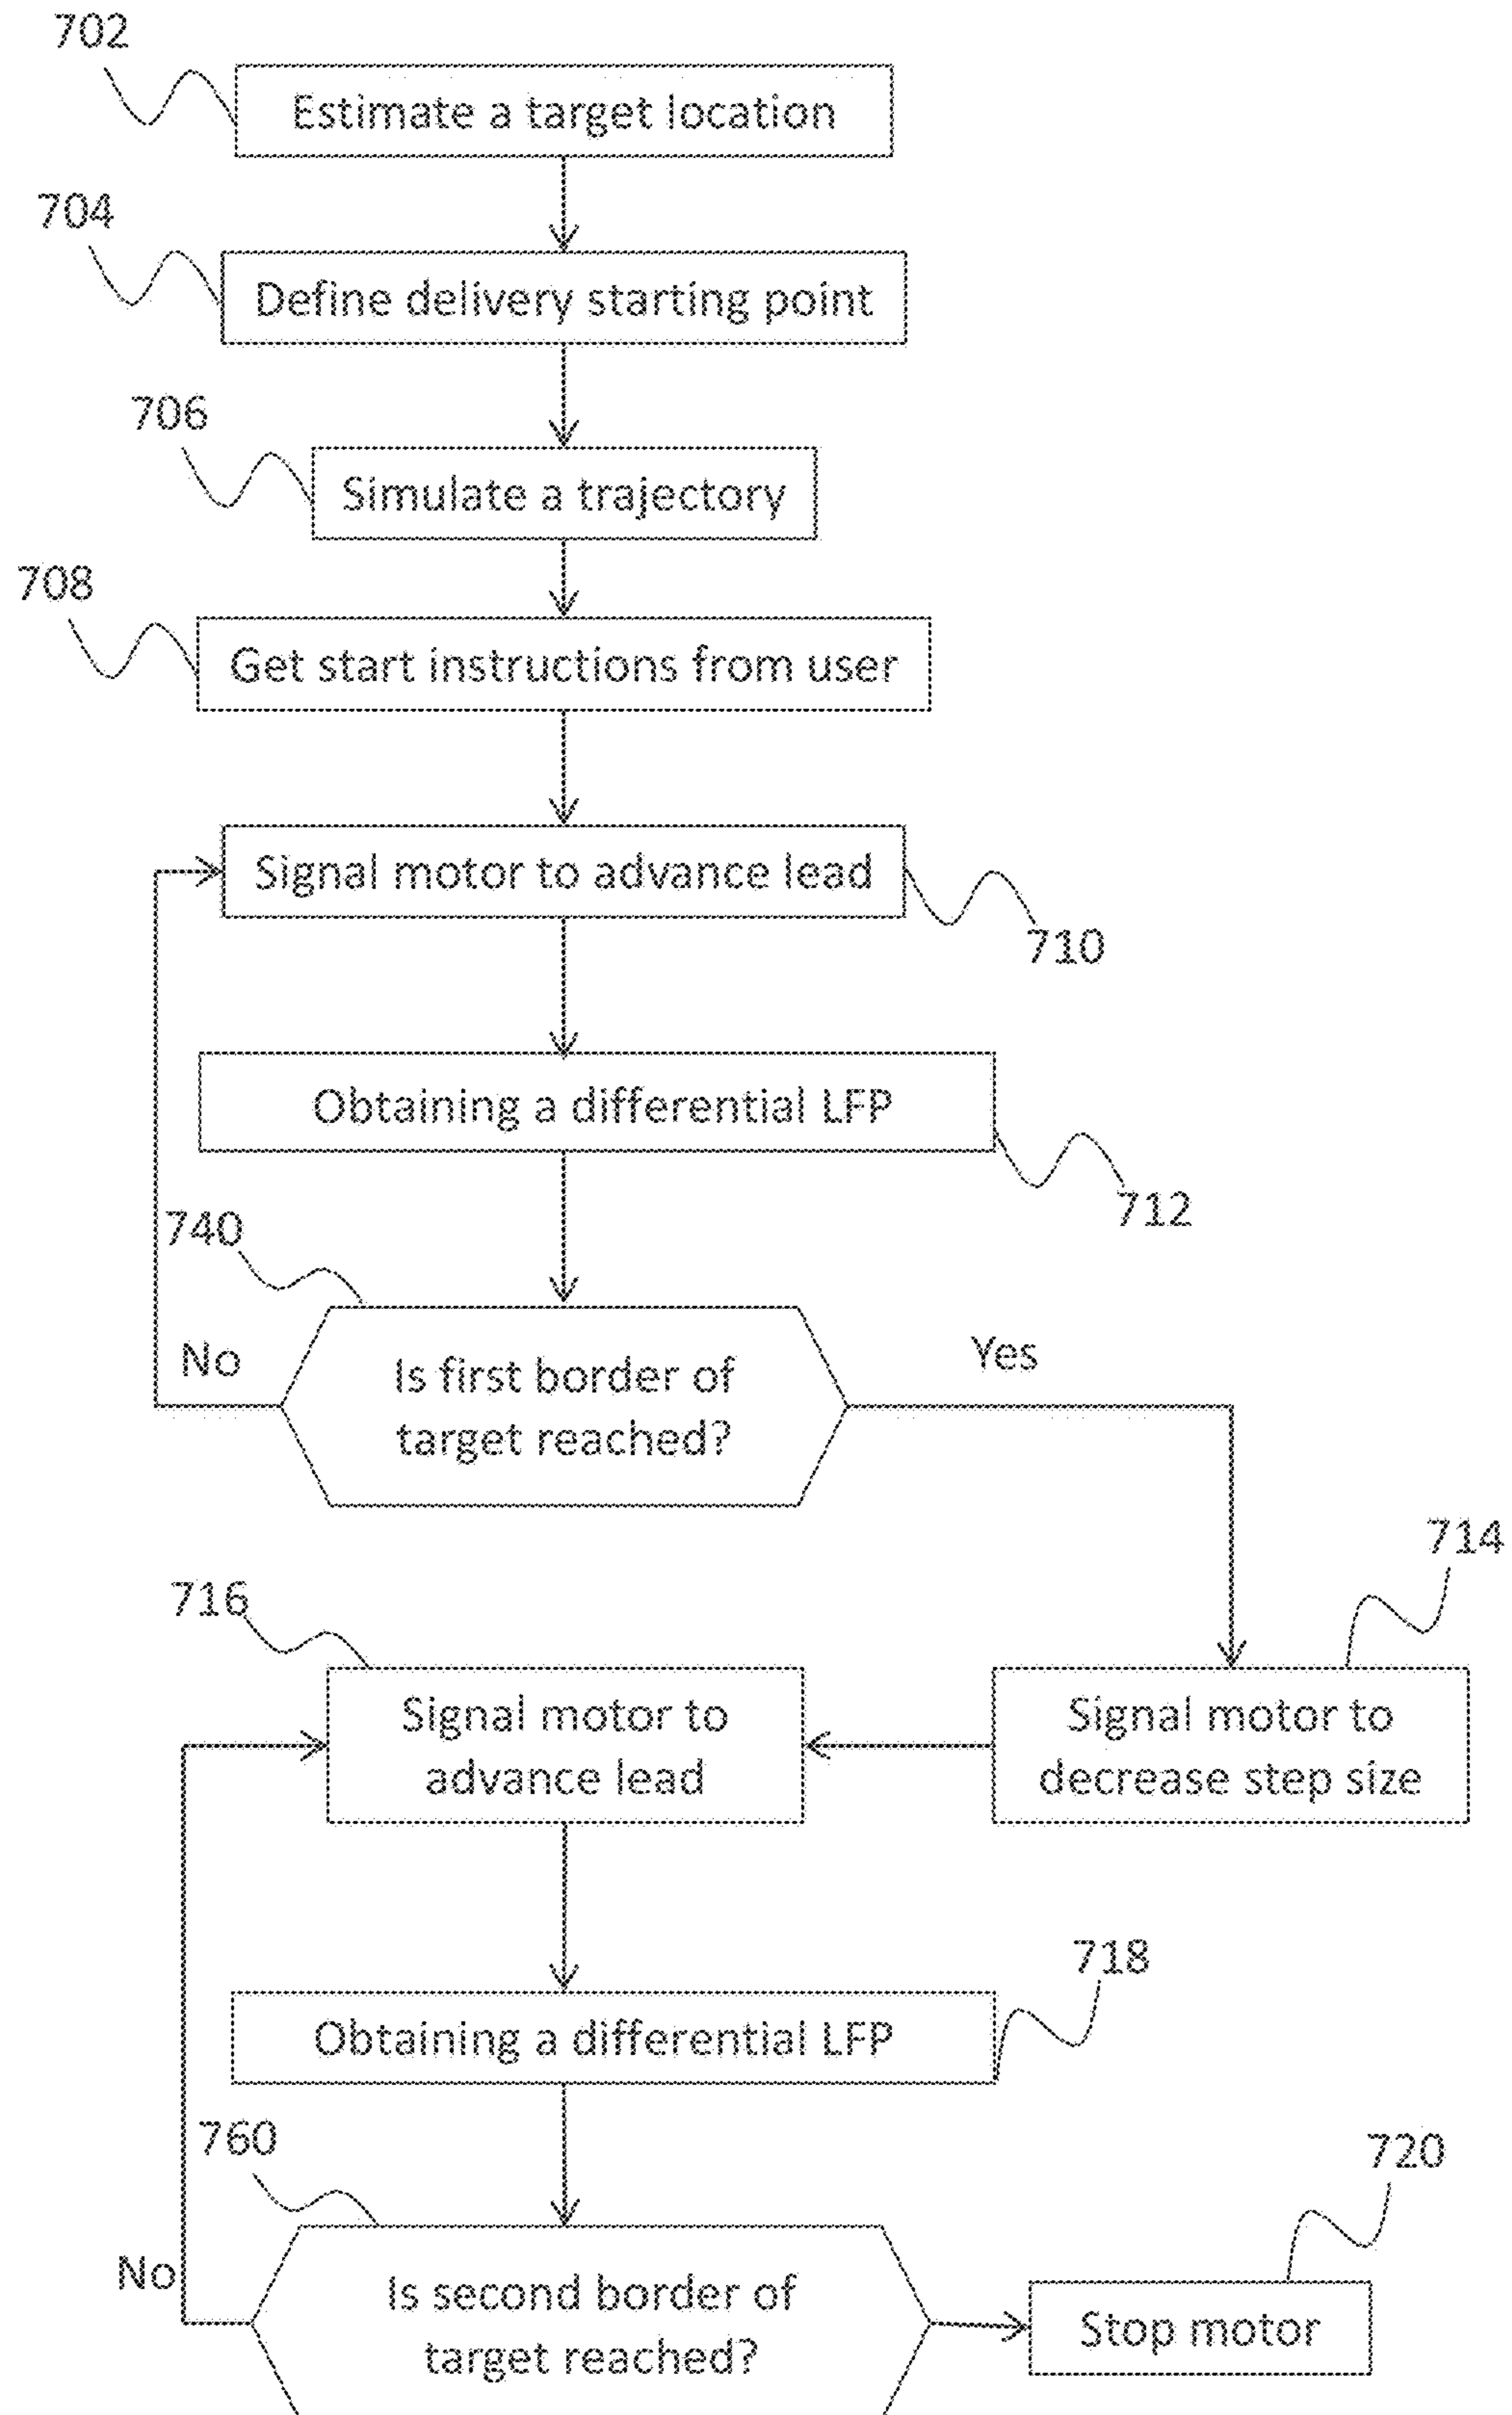 702
Estimate a target location
704
Define delivery starting point
706
Simulate a trajectory
708
Get start instructions from user
Signal motor to advance lead
710
Obtaining a differential LFP
712
740
No
Is first border of
target reached?
Yes
714
716
Signal motor to
advance lead
Signal motor to
decrease step size
718
Obtaining a differential LFP
760
720
No
Is second border of
target reached?
Stop motor